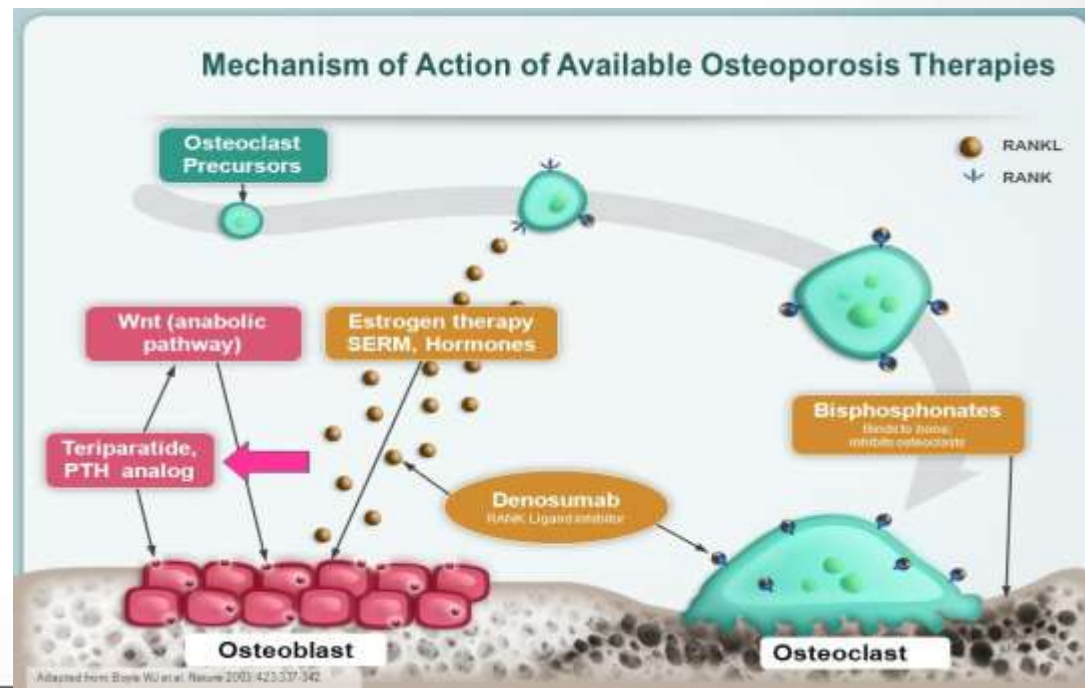 Mechanism of Action of Available Osteoporosis Therapies
Osteoclast
Precursors
RANKL
RANK
Wnt (anabolic
pathway)
Estrogen therapy
SERM, Hormones
Bisphosphonates
Binds to bone,
inhibits osteoclasts
Teriparatide,
PTH analog
Denosumab
RANK Ligand inhibitor
Osteoblast
Osteoclast
Adapted from: Boyle WJ et al. Nature 2003;423:337-342